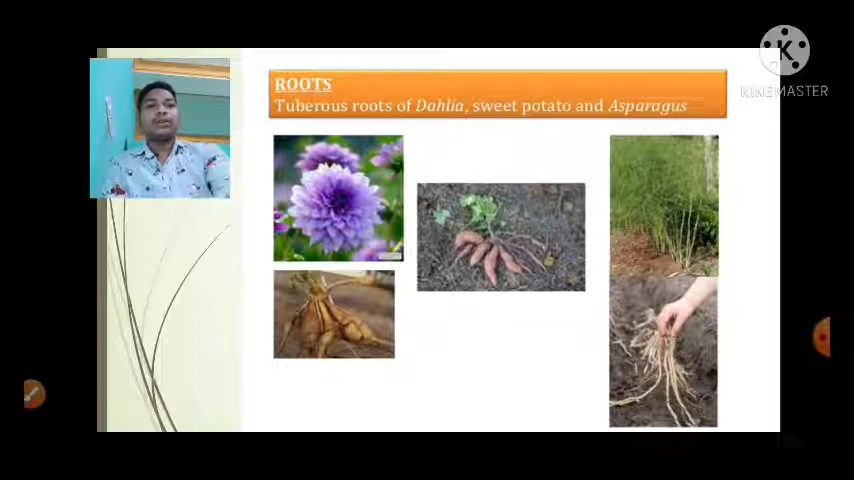 ROOTS
Tuberous roots of Dahlia, sweet potato and Asparagus
K
KINEMASTER